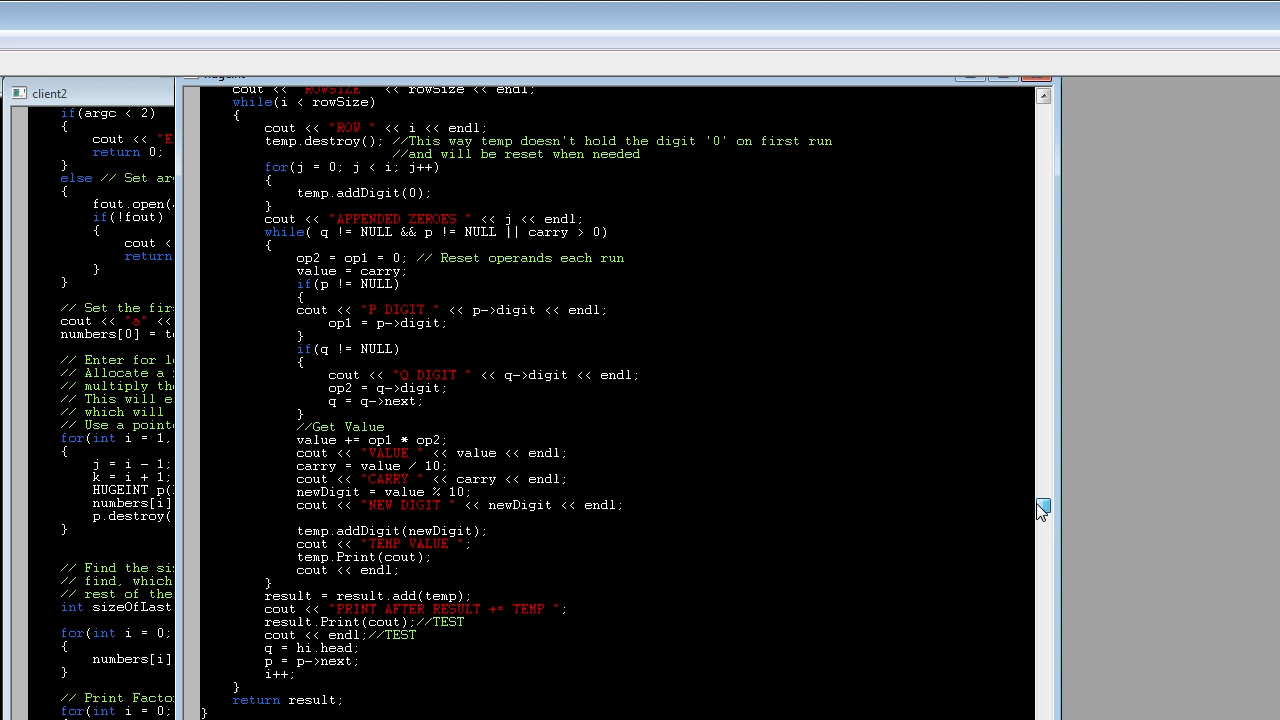 client2
if(argc < 2)
{
cout << "E
return 0;
}
else // Set ar
{
fout.open(
if(!fout)
{
cout <
return
}
}
// Set the fir
cout << "a" <<
numbers[0] = t
// Enter for l
// Allocate a
// multiply th
// This will e
// which will
// Use a point
for(int i = 1;
{
j = i - 1;
k = i + 1;
HUGEINT p(
numbers[i]
p.destroy(
}
// Find the si
// find, which
// rest of the
int sizeOfLast
for(int i = 0;
{
numbers[i]
}
// Print Facto
for(int i = 0;
cout << "ROWSIZE " << rowSize << endl;
while(i < rowSize)
{
cout << "ROW " << i << endl;
temp.destroy(); //This way temp doesn't hold the digit '0' on first run
//and will be reset when needed
for(j = 0; j < i; j++)
{
temp.addDigit(0);
}
cout << "APPENDED ZEROES " << j << endl;
while( q != NULL && p != NULL || carry > 0)
{
op2 = op1 = 0; // Reset operands each run
value = carry;
if(p != NULL)
{
cout << "P DIGIT " << p->digit << endl;
op1 = p->digit;
}
if(q != NULL)
{
cout << "Q DIGIT " << q->digit << endl;
op2 = q->digit;
q = q->next;
}
//Get Value
value += op1 * op2;
cout << "VALUE " << value << endl;
carry = value / 10;
cout << "CARRY " << carry << endl;
newDigit = value % 10;
cout << "NEW DIGIT " << newDigit << endl;
temp.addDigit(newDigit);
cout << "TEMP VALUE ";
temp.Print(cout);
cout << endl;
}
result = result.add(temp);
cout << "PRINT AFTER RESULT += TEMP ";
result.Print(cout);//TEST
cout << endl;//TEST
q = hi.head;
p = p->next;
i++;
}
return result;
}